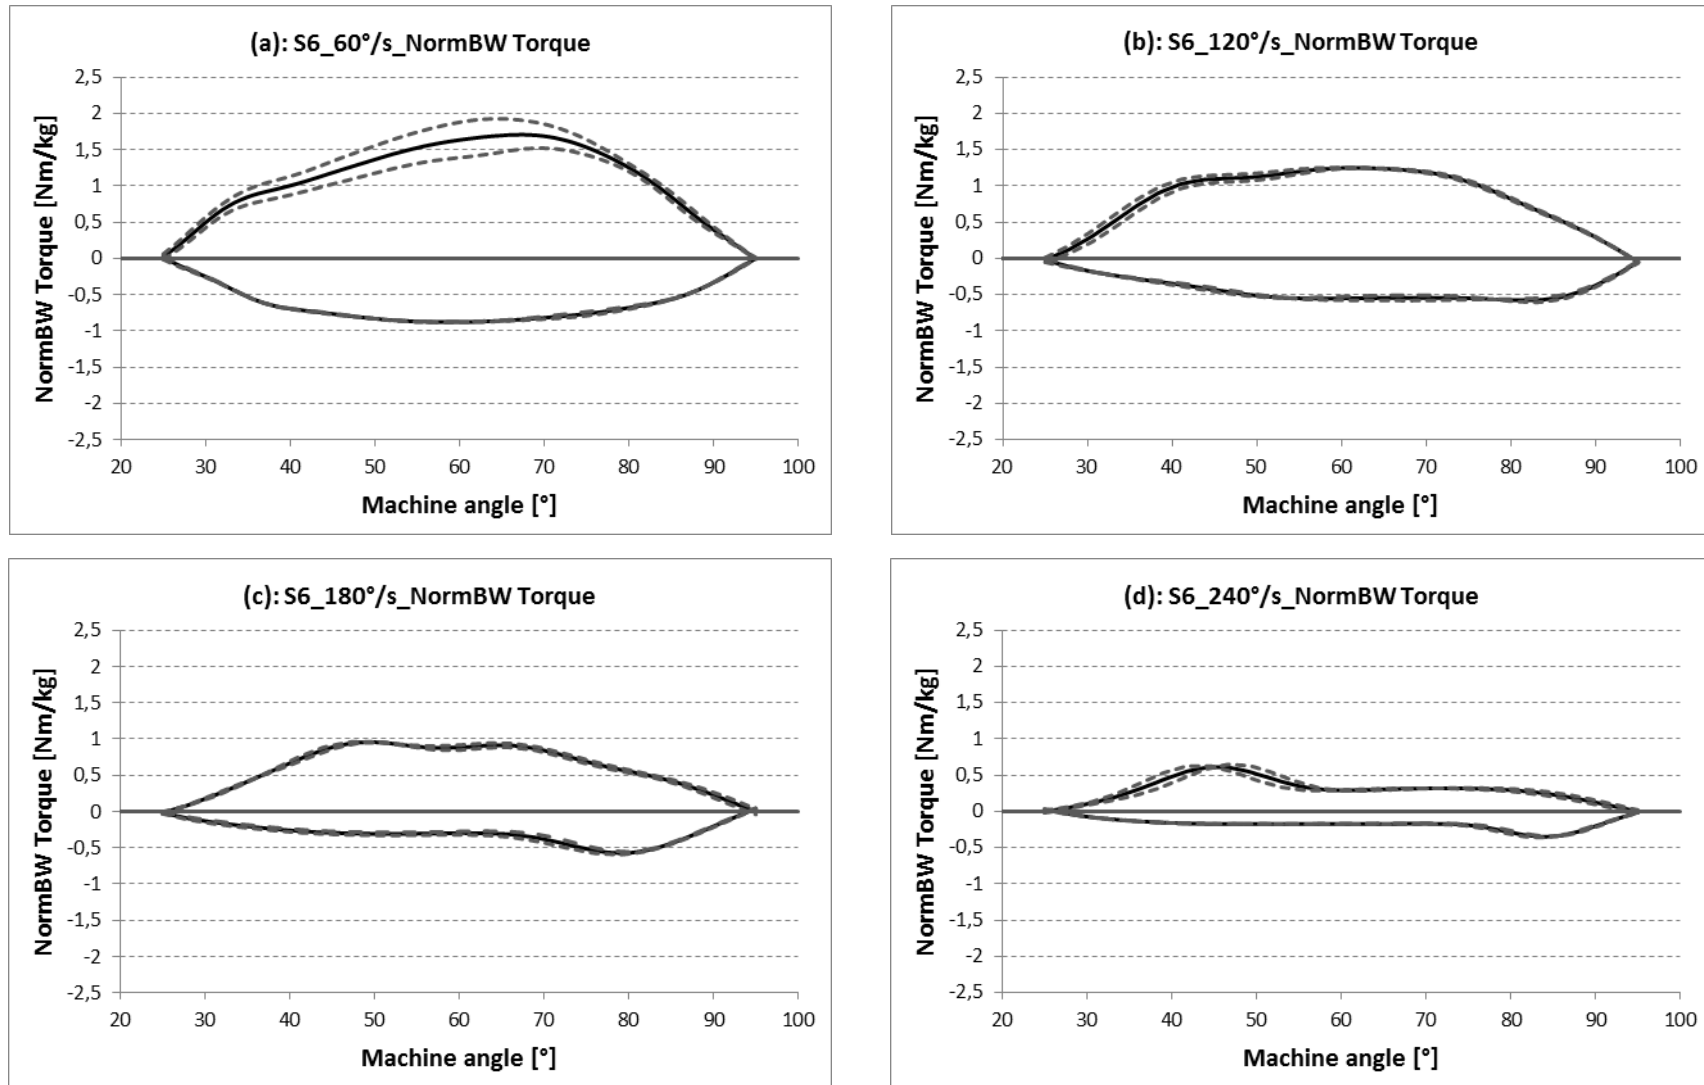 (a): S6_60°/s_NormBW Torque
NormBW Torque [Nm/kg]
2,5
2
1,5
1
0,5
0
-0,5
-1
-1,5
-2
-2,5
20 30 40 50 60 70 80 90 100
Machine angle [°]
(b): S6_120°/s_NormBW Torque
NormBW Torque [Nm/kg]
2,5
2
1,5
1
0,5
0
-0,5
-1
-1,5
-2
-2,5
20 30 40 50 60 70 80 90 100
Machine angle [°]
(c): S6_180°/s_NormBW Torque
NormBW Torque [Nm/kg]
2,5
2
1,5
1
0,5
0
-0,5
-1
-1,5
-2
-2,5
20 30 40 50 60 70 80 90 100
Machine angle [°]
(d): S6_240°/s_NormBW Torque
NormBW Torque [Nm/kg]
2,5
2
1,5
1
0,5
0
-0,5
-1
-1,5
-2
-2,5
20 30 40 50 60 70 80 90 100
Machine angle [°]